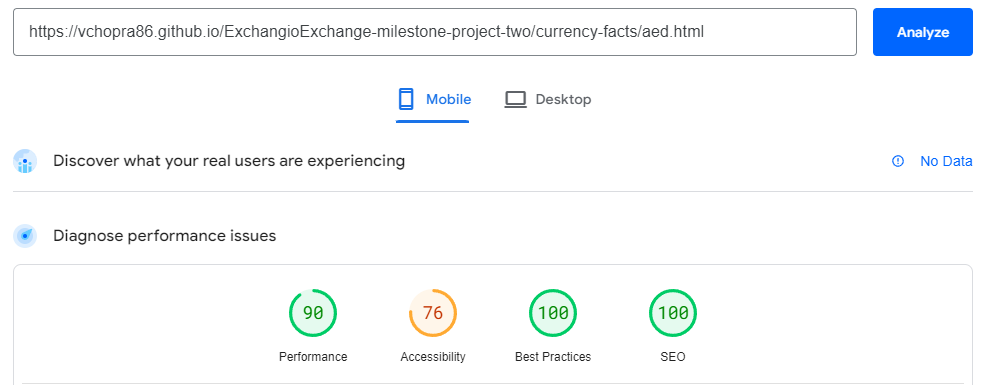 https://vchopra86.github.io/ExchangioExchange-milestone-project-two/currency-facts/aed.html
Analyze
Mobile
Desktop
Discover what your real users are experiencing
No Data
Diagnose performance issues
90 76 100 100
Performance Accessibility Best Practices SEO